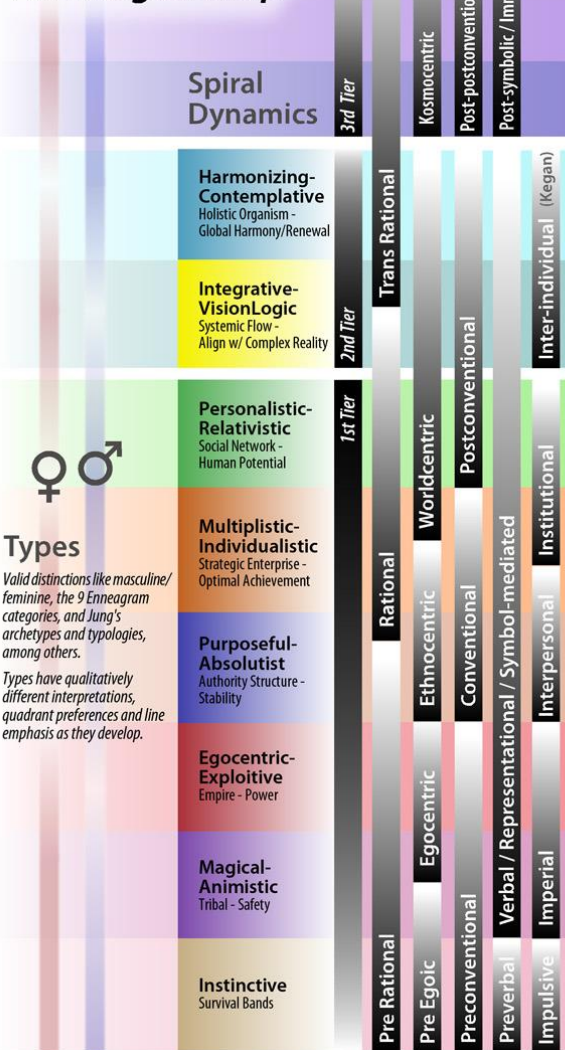 Spiral
Dynamics
Harmonizing-
Contemplative
Holistic Organism -
Global Harmony/Renewal
Integrative-
VisionLogic
Systemic Flow -
Align w/ Complex Reality
Personalistic-
Relativistic
Social Network -
Human Potential
Multiplistic-
Individualistic
Strategic Enterprise -
Optimal Achievement
Purposeful-
Absolutist
Authority Structure -
Stability
Egocentric-
Exploitive
Empire - Power
Magical-
Animistic
Tribal - Safety
Instinctive
Survival Bands
♀ ♂
Types
Valid distinctions like masculine/
feminine, the 9 Enneagram
categories, and Jung's
archetypes and typologies,
among others.
Types have qualitatively
different interpretations,
quadrant preferences and line
emphasis as they develop.
3rd Tier
2nd Tier
1st Tier
Trans Rational
Rational
Pre Rational
Kosmocentric
Worldcentric
Ethnocentric
Egocentric
Pre Egoic
Post-postconventio
Postconventional
Conventional
Preconventional
Post-symbolic / Im
Verbal / Representational / Symbol-mediated
Preverbal
Inter-individual (Kegan)
Institutional
Interpersonal
Imperial
Impulsive